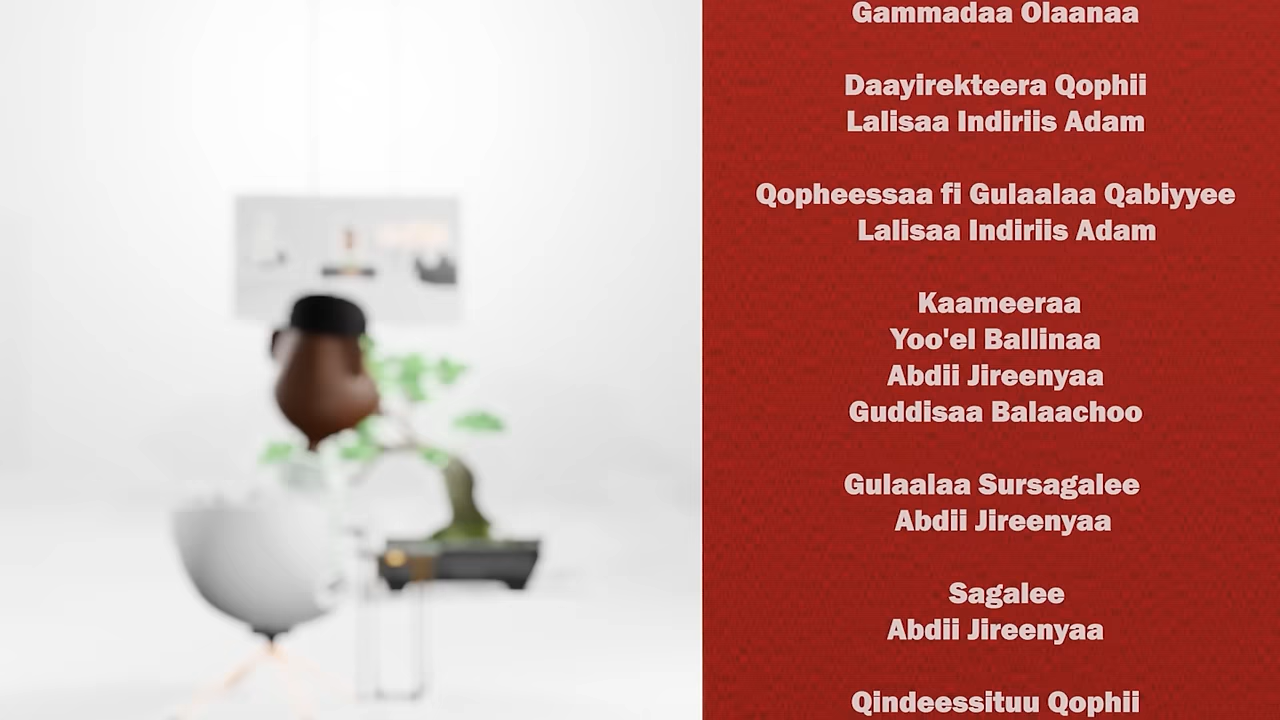 Gammadaa Olaanaa
Daayirekteera Qophii
Lalisaa Indiriis Adam
Qopheessaa fi Gulaalaa Qabiyyee
Lalisaa Indiriis Adam
Kaameeraa
Yoo'el Ballinaa
Abdii Jireenyaa
Guddisaa Balaachoo
Gulaalaa Sursagalee
Abdii Jireenyaa
Sagalee
Abdii Jireenyaa
Qindeessituu Qophii